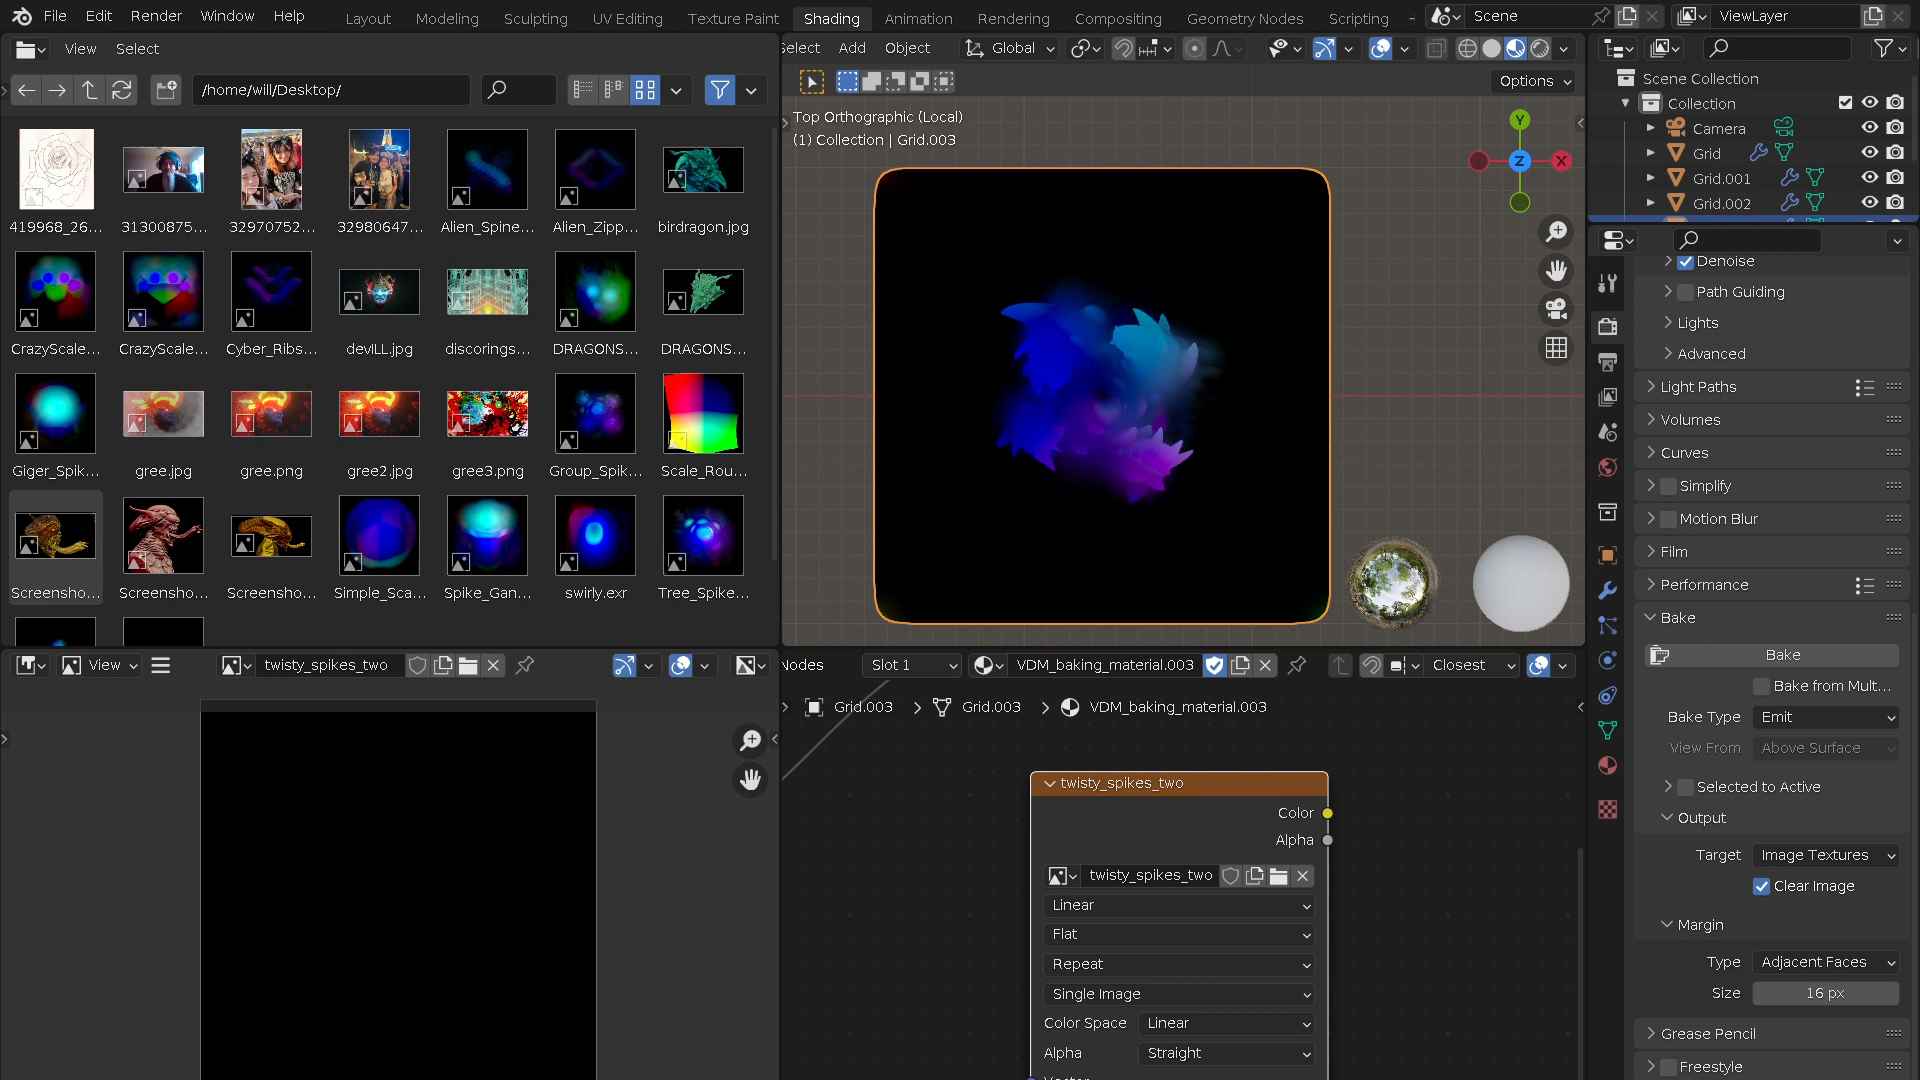 File Edit Render Window Help Layout Modeling Sculpting UV Editing Texture Paint Shading Animation Rendering Compositing Geometry Nodes Scripting Scene ViewLayer
View Select
/home/will/Desktop/
419968_26... 31300875... 32970752... 32980647... Alien_Spine... Alien_Zipp... birdragon.jpg
CrazyScale... CrazyScale... Cyber_Ribs... devILL.jpg discorings... DRAGONS... DRAGONS...
Giger_Spik... gree.jpg gree.png gree2.jpg gree3.png Group_Spik... Scale_Rou...
Screensho... Screensho... Screensho... Simple_Sca... Spike_Gan... swirly.exr Tree_Spike...
Select Add Object Global
Options
Top Orthographic (Local)
(1) Collection | Grid.003
Y
Z X
Scene Collection
Collection
Camera
Grid
Grid.001
Grid.002
Denoise
Path Guiding
Lights
Advanced
Light Paths
Volumes
Curves
Simplify
Motion Blur
Film
Performance
Bake
Bake
Bake from Mult...
Bake Type Emit
View From Above Surface
Selected to Active
Output
Target Image Textures
Clear Image
Margin
Type Adjacent Faces
Size 16 px
Grease Pencil
Freestyle
View twisty_spikes_two
Nodes Slot 1 VDM_baking_material.003 Closest
Grid.003 Grid.003 VDM_baking_material.003
twisty_spikes_two
Color
Alpha
twisty_spikes_two
Linear
Flat
Repeat
Single Image
Color Space Linear
Alpha Straight
Vector